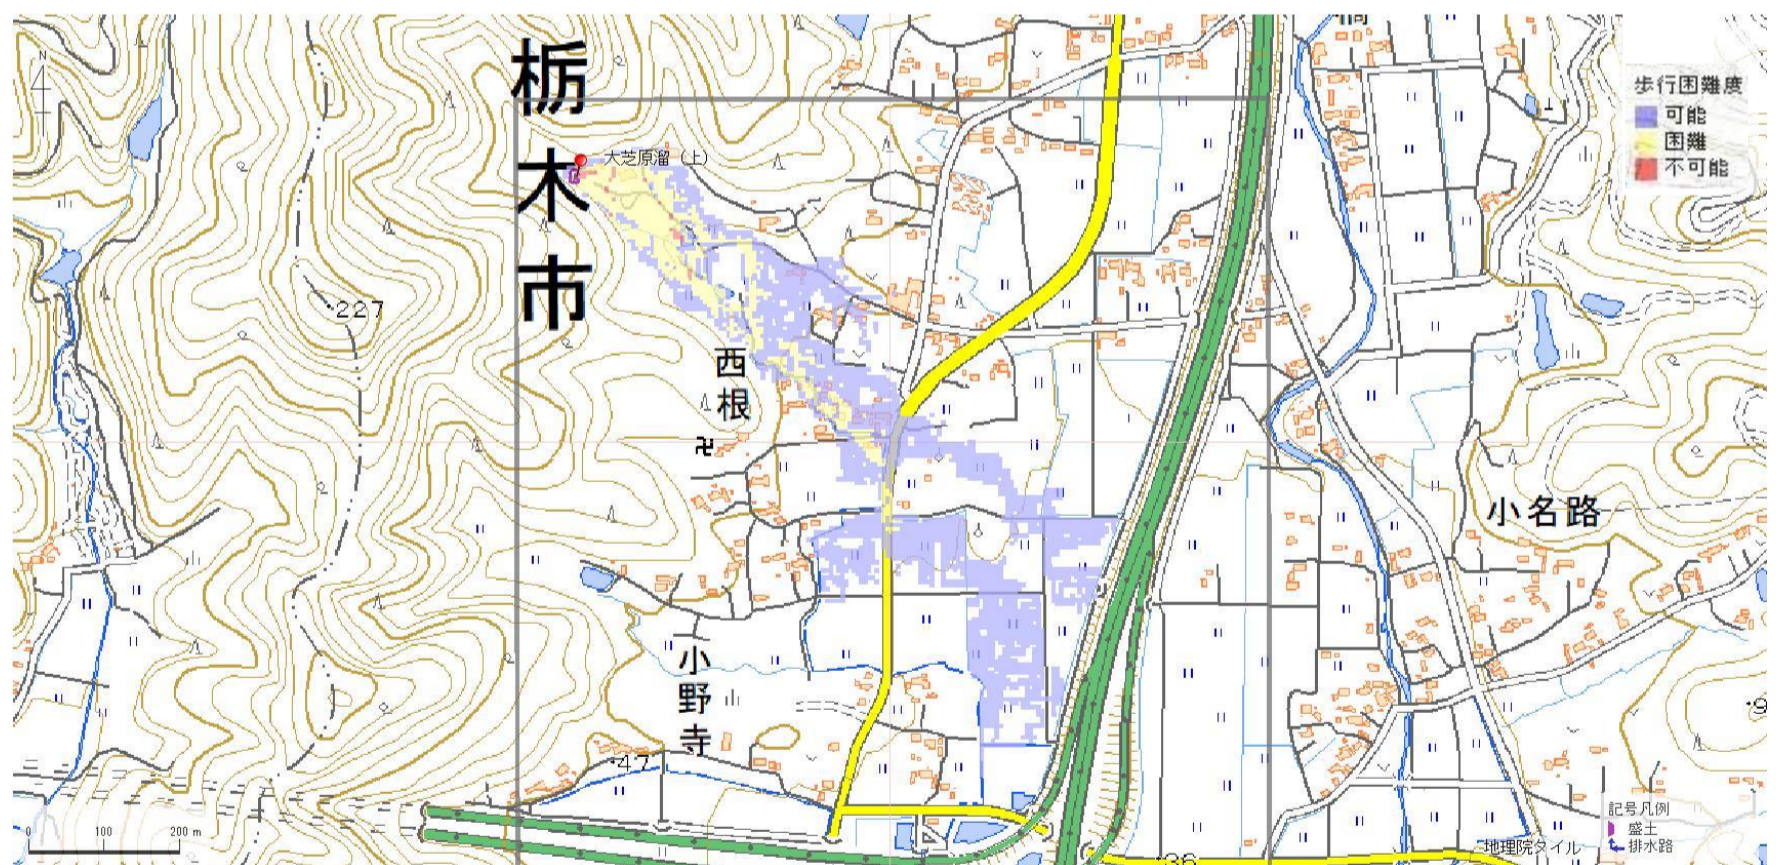 栃木市
N
歩行困難度
可能
困難
不可能
大芝原溜（上）
227
西根
小名路
小野寺
47
0 100 200 m
記号凡例
盛土
排水路
地理院タイル